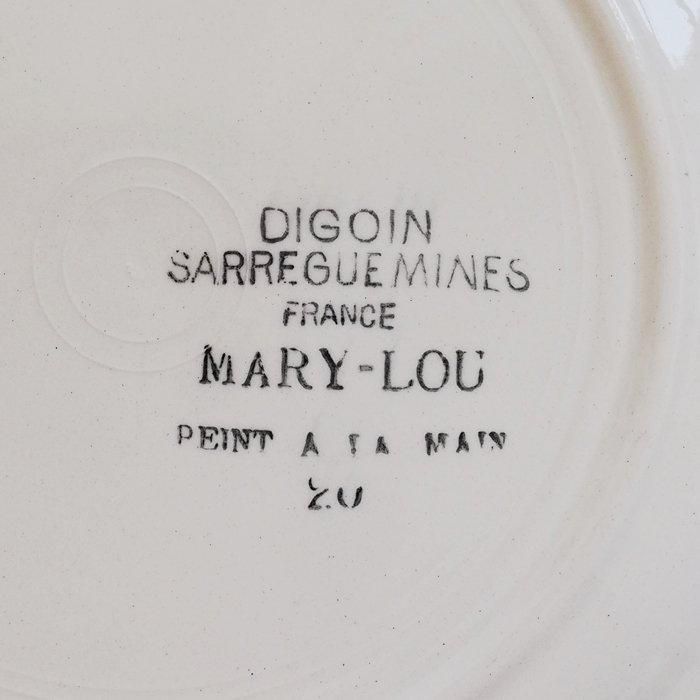 DIGOIN
SARREGUEMINES
FRANCE
MARY-LOU
PEINT A LA MAIN
20